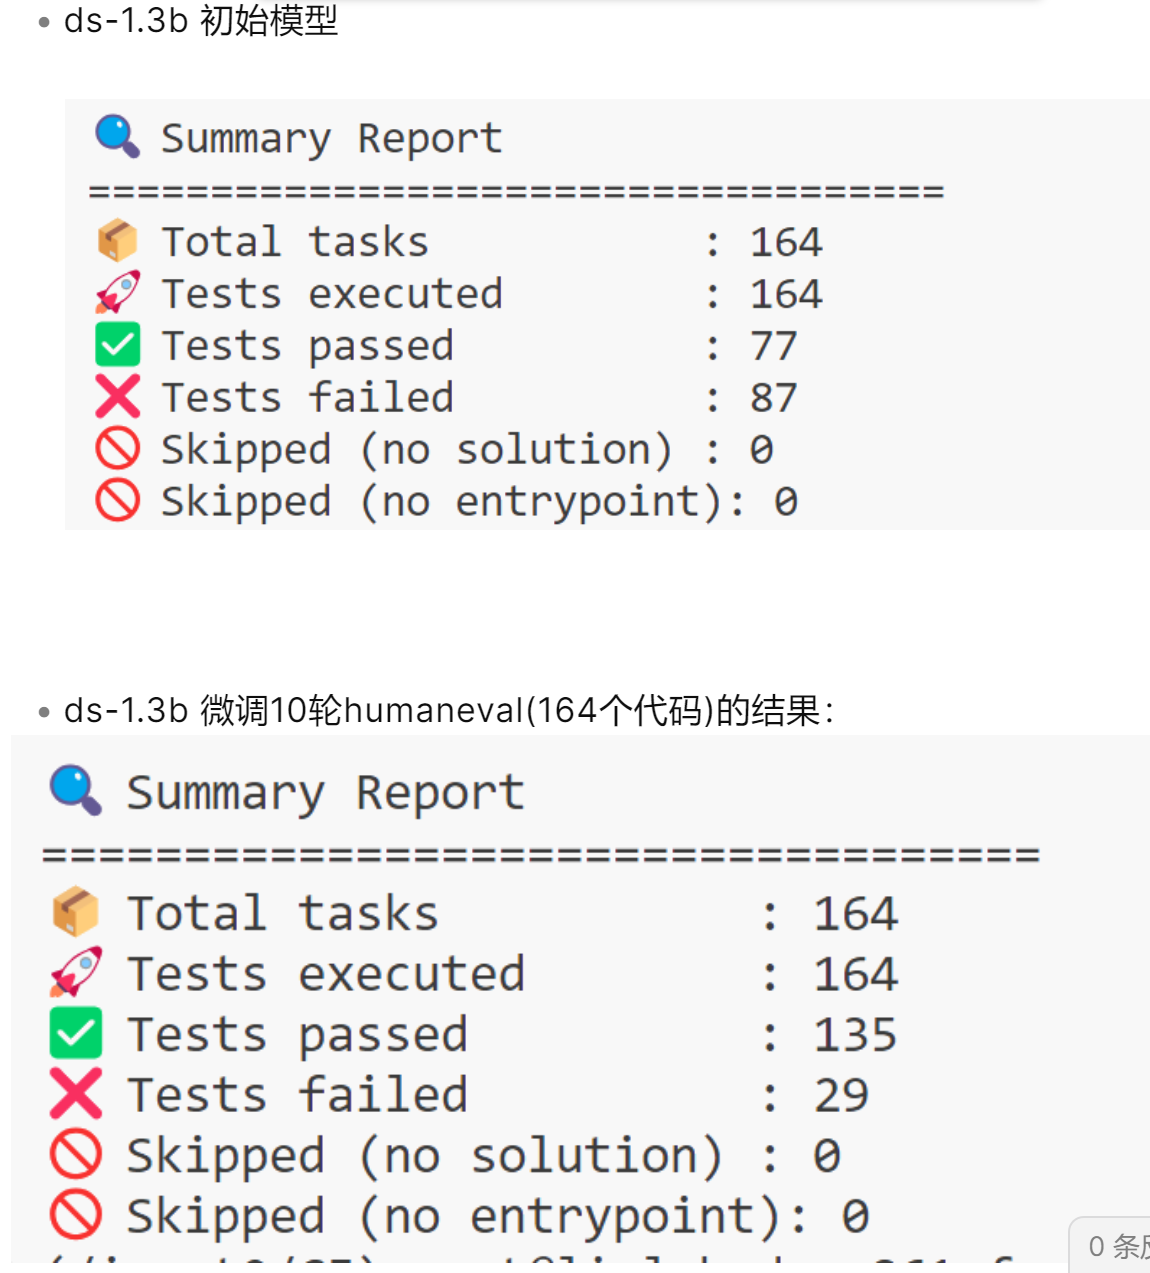 ds-1.3b 初始模型
Summary Report
===================================
Total tasks : 164
Tests executed : 164
Tests passed : 77
Tests failed : 87
Skipped (no solution) : 0
Skipped (no entrypoint): 0
ds-1.3b 微调10轮humaneval(164个代码)的结果：
Summary Report
===================================
Total tasks : 164
Tests executed : 164
Tests passed : 135
Tests failed : 29
Skipped (no solution) : 0
Skipped (no entrypoint): 0
0 条